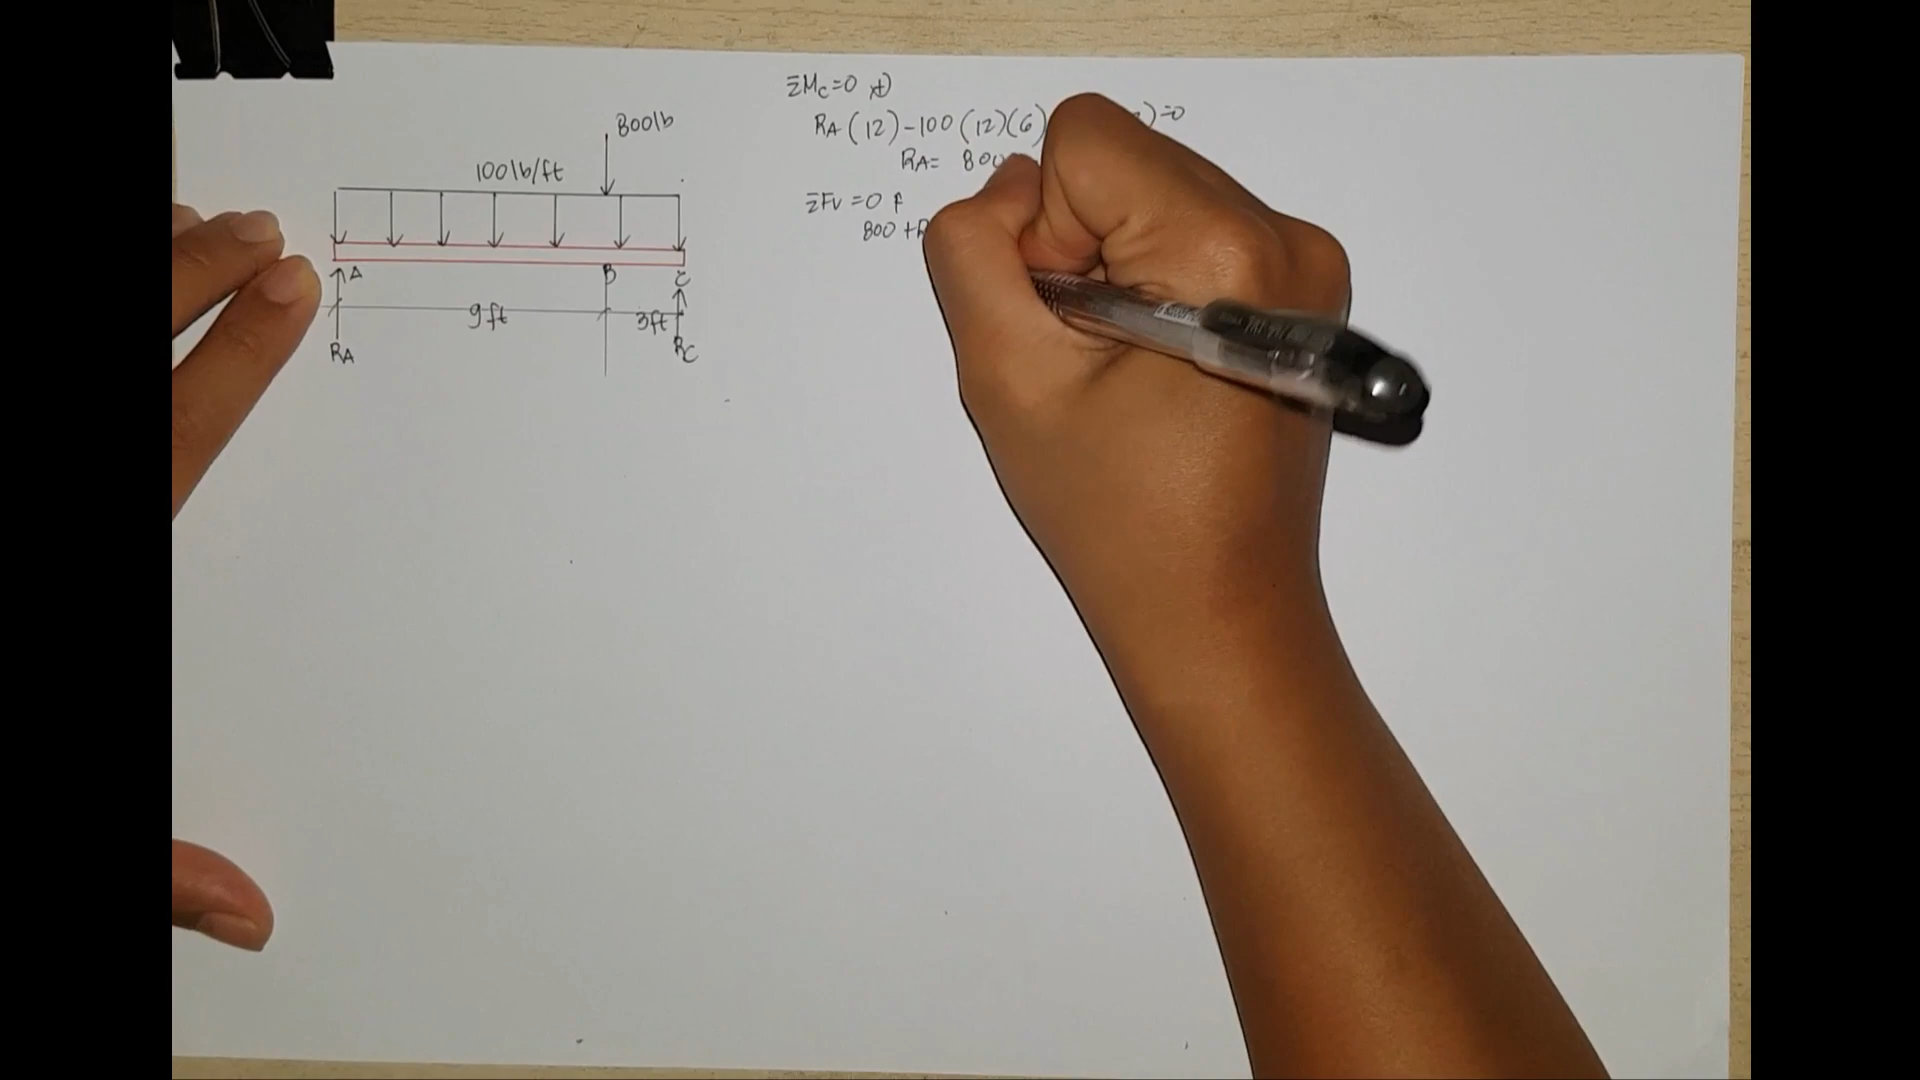 800lb
100lb/ft
A B C
9ft 3ft
RA RC
ΣMc=0
RA(12)-100(12)(6) )=0
RA= 800
ΣFv=0
800+R